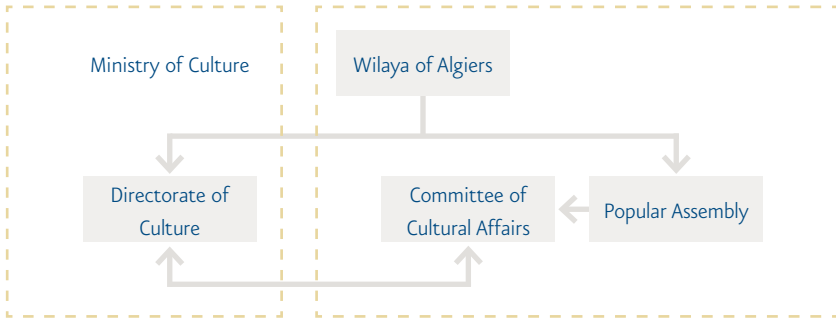 Ministry of Culture
Wilaya of Algiers
Directorate of
Culture
Committee of
Cultural Affairs
Popular Assembly